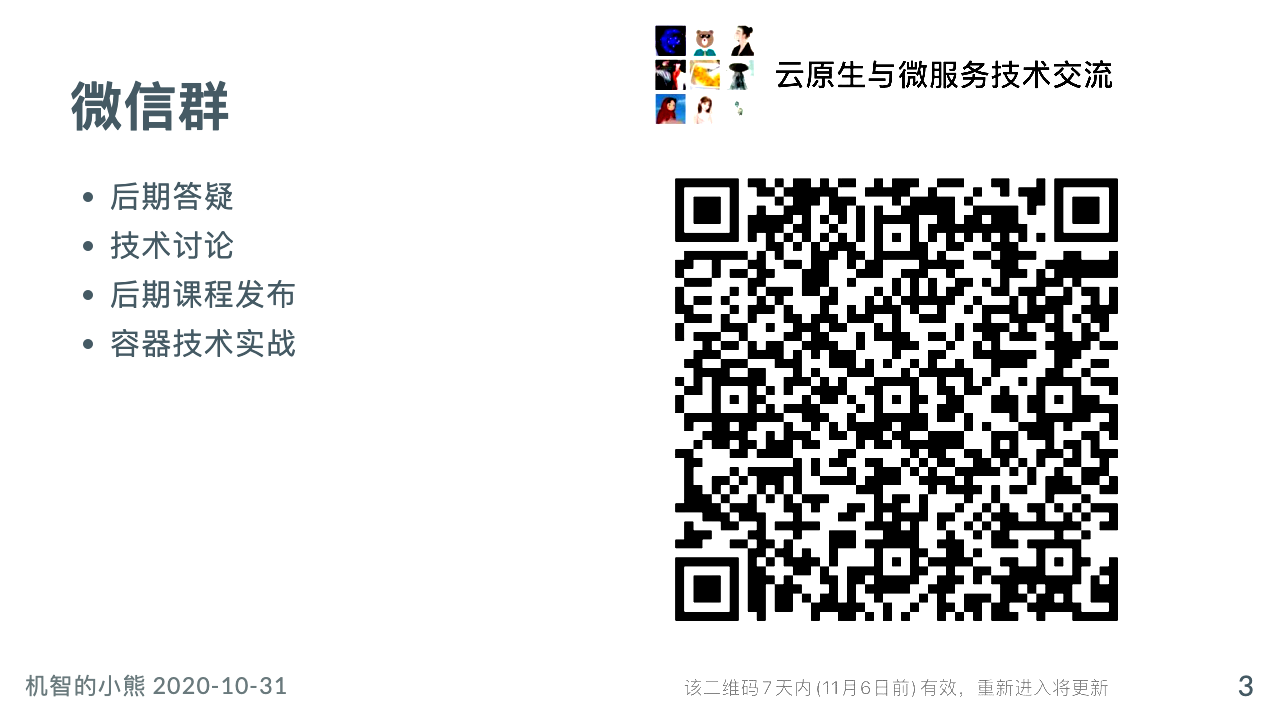 微信群
后期答疑
技术讨论
后期课程发布
容器技术实战
云原生与微服务技术交流
该二维码7天内(11月6日前)有效，重新进入将更新
机智的小熊 2020-10-31
3